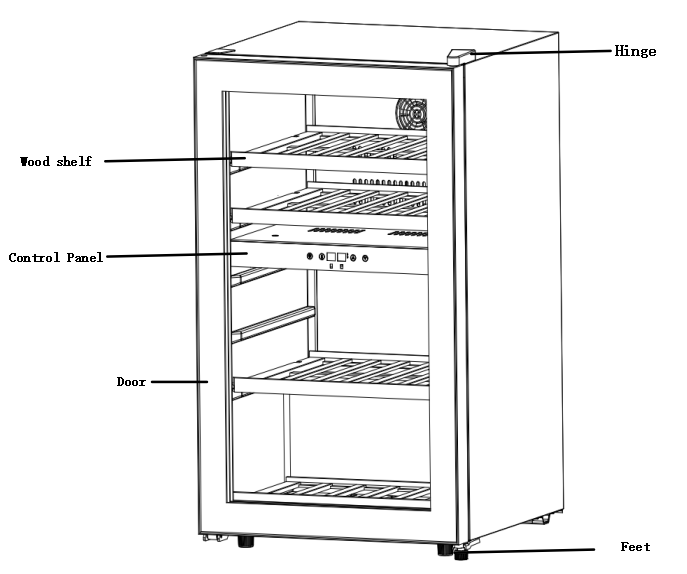 Hinge
Wood shelf
Control Panel
Door
Feet